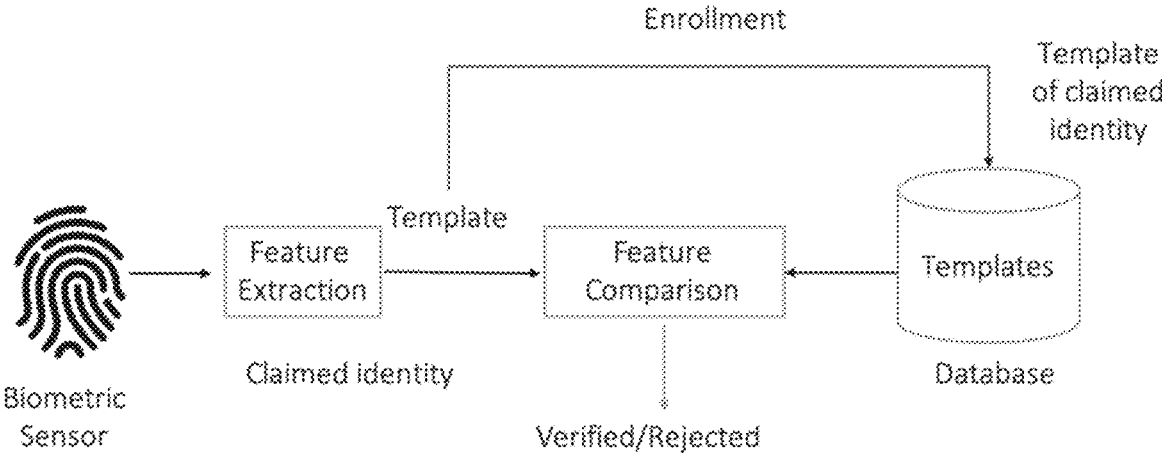 Enrollment
Template
of claimed
identity
Template
Feature
Extraction
Feature
Comparison
Templates
Claimed identity
Database
Biometric
Sensor
Verified/Rejected